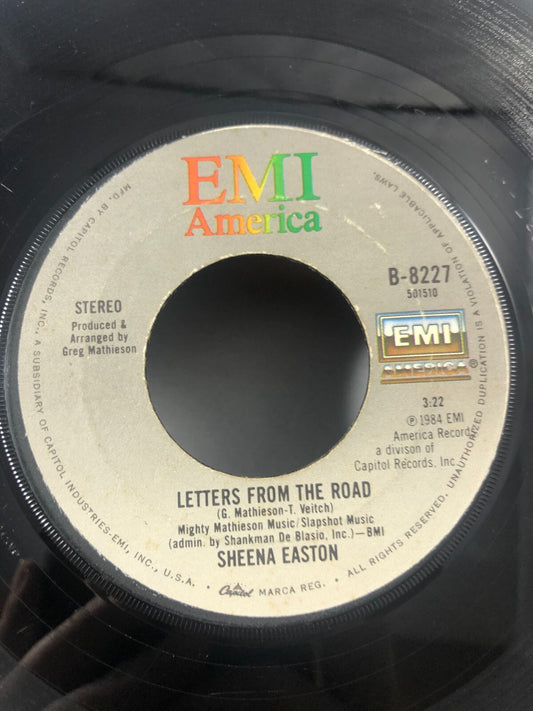 EMI
America
B-8227
501510
STEREO
Produced &
Arranged by
Greg Mathieson
EMI
AMERICA®
3:22
Ⓟ 1984 EMI
America Records
a division of
Capitol Records, Inc.
LETTERS FROM THE ROAD
(G. Mathieson-T. Veitch)
Mighty Mathieson Music/Slapshot Music
(admin. by Shankman De Blasio, Inc.)—BMI
SHEENA EASTON
MFD. BY CAPITOL RECORDS, INC., A SUBSIDIARY OF CAPITOL INDUSTRIES-EMI, INC., U.S.A. · Capitol MARCA REG. · ALL RIGHTS RESERVED. UNAUTHORIZED DUPLICATION IS A VIOLATION OF APPLICABLE LAWS.